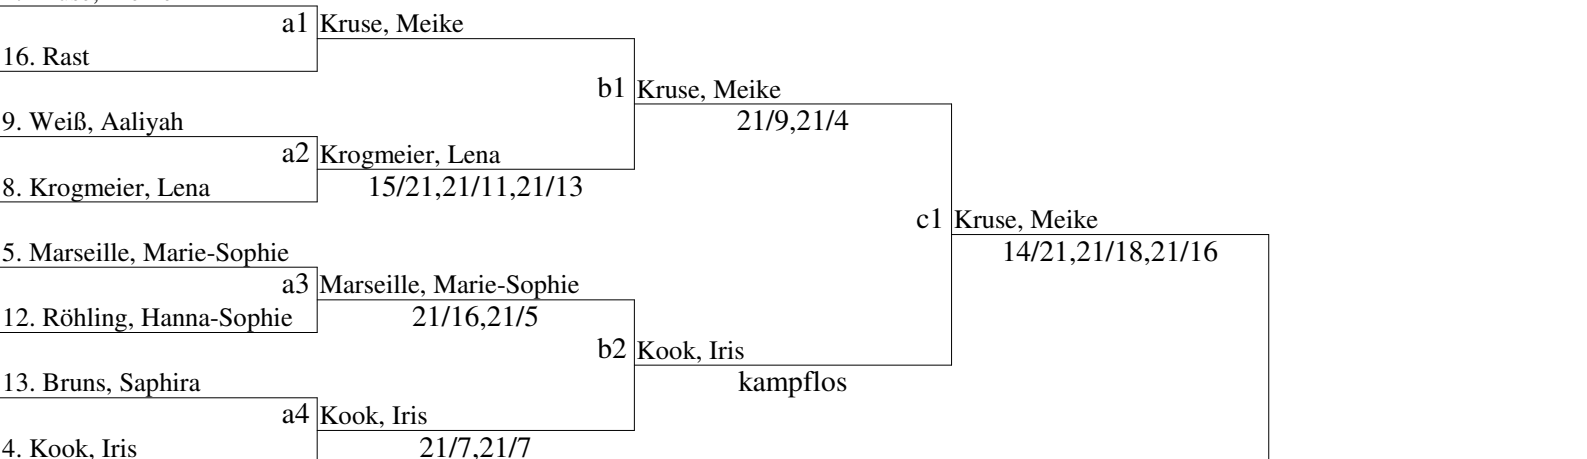 a1 Kruse, Meike
16. Rast
b1 Kruse, Meike
21/9,21/4
9. Weiß, Aaliyah
a2 Krogmeier, Lena
8. Krogmeier, Lena
15/21,21/11,21/13
c1 Kruse, Meike
14/21,21/18,21/16
5. Marseille, Marie-Sophie
a3 Marseille, Marie-Sophie
12. Röhling, Hanna-Sophie
21/16,21/5
b2 Kook, Iris
kampflos
13. Bruns, Saphira
a4 Kook, Iris
4. Kook, Iris
21/7,21/7